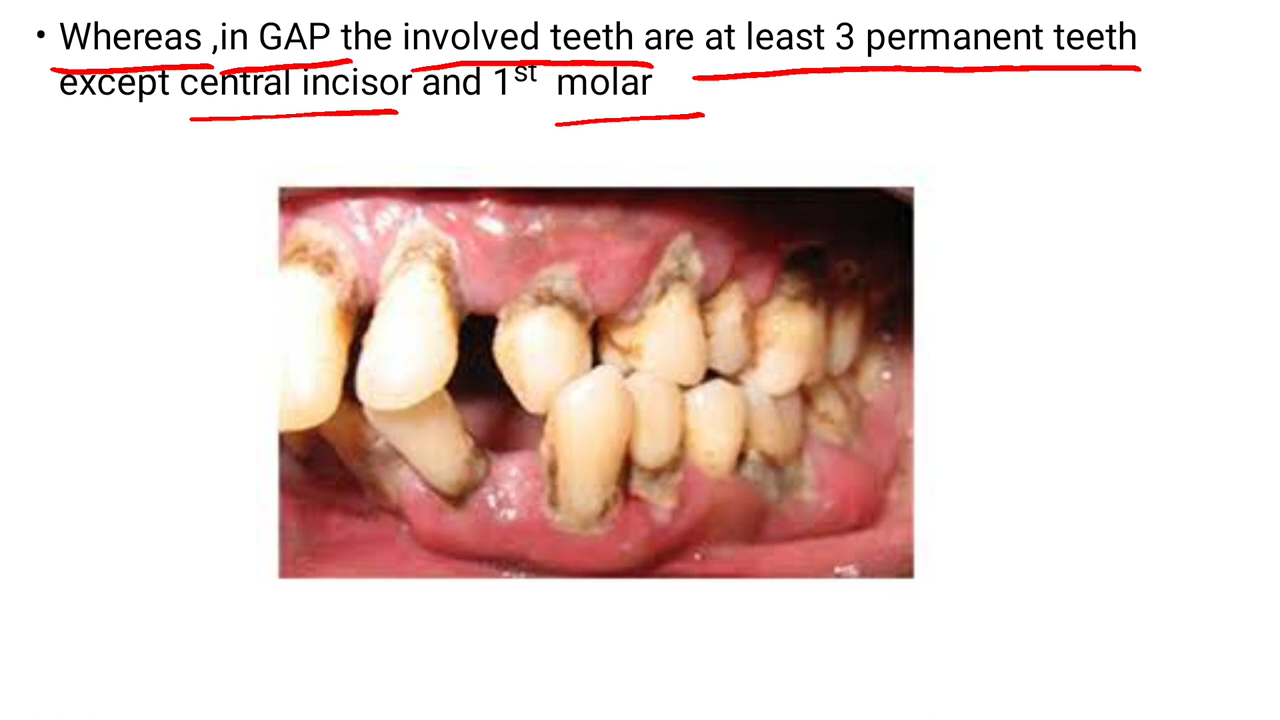 • Whereas ,in GAP the involved teeth are at least 3 permanent teeth
except central incisor and 1st molar